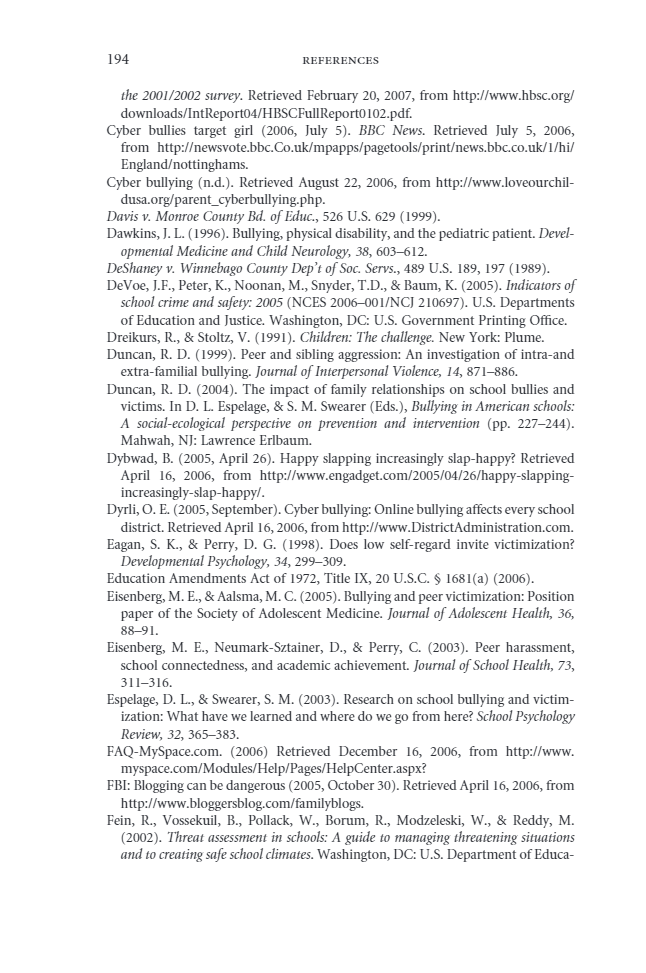 194 REFERENCES
the 2001/2002 survey. Retrieved February 20, 2007, from http://www.hbsc.org/
downloads/IntReport04/HBSCFullReport0102.pdf.
Cyber bullies target girl (2006, July 5). BBC News. Retrieved July 5, 2006,
from http://newsvote.bbc.Co.uk/mpapps/pagetools/print/news.bbc.co.uk/1/hi/
England/nottinghams.
Cyber bullying (n.d.). Retrieved August 22, 2006, from http://www.loveourchil-
dusa.org/parent_cyberbullying.php.
Davis v. Monroe County Bd. of Educ., 526 U.S. 629 (1999).
Dawkins, J. L. (1996). Bullying, physical disability, and the pediatric patient. Devel-
opmental Medicine and Child Neurology, 38, 603–612.
DeShaney v. Winnebago County Dep't of Soc. Servs., 489 U.S. 189, 197 (1989).
DeVoe, J.F., Peter, K., Noonan, M., Snyder, T.D., & Baum, K. (2005). Indicators of
school crime and safety: 2005 (NCES 2006–001/NCJ 210697). U.S. Departments
of Education and Justice. Washington, DC: U.S. Government Printing Office.
Dreikurs, R., & Stoltz, V. (1991). Children: The challenge. New York: Plume.
Duncan, R. D. (1999). Peer and sibling aggression: An investigation of intra-and
extra-familial bullying. Journal of Interpersonal Violence, 14, 871–886.
Duncan, R. D. (2004). The impact of family relationships on school bullies and
victims. In D. L. Espelage, & S. M. Swearer (Eds.), Bullying in American schools:
A social-ecological perspective on prevention and intervention (pp. 227–244).
Mahwah, NJ: Lawrence Erlbaum.
Dybwad, B. (2005, April 26). Happy slapping increasingly slap-happy? Retrieved
April 16, 2006, from http://www.engadget.com/2005/04/26/happy-slapping-
increasingly-slap-happy/.
Dyrli, O. E. (2005, September). Cyber bullying: Online bullying affects every school
district. Retrieved April 16, 2006, from http://www.DistrictAdministration.com.
Eagan, S. K., & Perry, D. G. (1998). Does low self-regard invite victimization?
Developmental Psychology, 34, 299–309.
Education Amendments Act of 1972, Title IX, 20 U.S.C. § 1681(a) (2006).
Eisenberg, M. E., & Aalsma, M. C. (2005). Bullying and peer victimization: Position
paper of the Society of Adolescent Medicine. Journal of Adolescent Health, 36,
88–91.
Eisenberg, M. E., Neumark-Sztainer, D., & Perry, C. (2003). Peer harassment,
school connectedness, and academic achievement. Journal of School Health, 73,
311–316.
Espelage, D. L., & Swearer, S. M. (2003). Research on school bullying and victim-
ization: What have we learned and where do we go from here? School Psychology
Review, 32, 365–383.
FAQ-MySpace.com. (2006) Retrieved December 16, 2006, from http://www.
myspace.com/Modules/Help/Pages/HelpCenter.aspx?
FBI: Blogging can be dangerous (2005, October 30). Retrieved April 16, 2006, from
http://www.bloggersblog.com/familyblogs.
Fein, R., Vossekuil, B., Pollack, W., Borum, R., Modzeleski, W., & Reddy, M.
(2002). Threat assessment in schools: A guide to managing threatening situations
and to creating safe school climates. Washington, DC: U.S. Department of Educa-